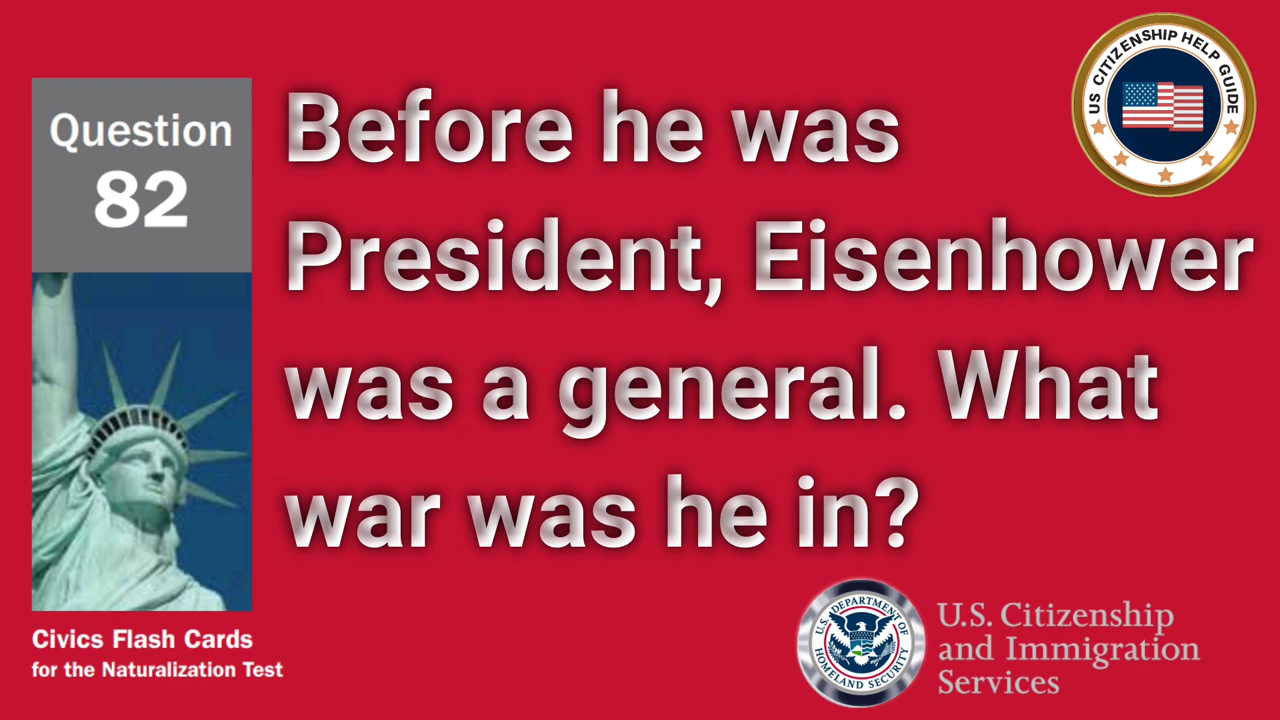 US CITIZENSHIP HELP GUIDE
Question
82
Before he was
President, Eisenhower
was a general. What
war was he in?
Civics Flash Cards
for the Naturalization Test
U.S. DEPARTMENT OF
HOMELAND SECURITY
U.S. Citizenship
and Immigration
Services